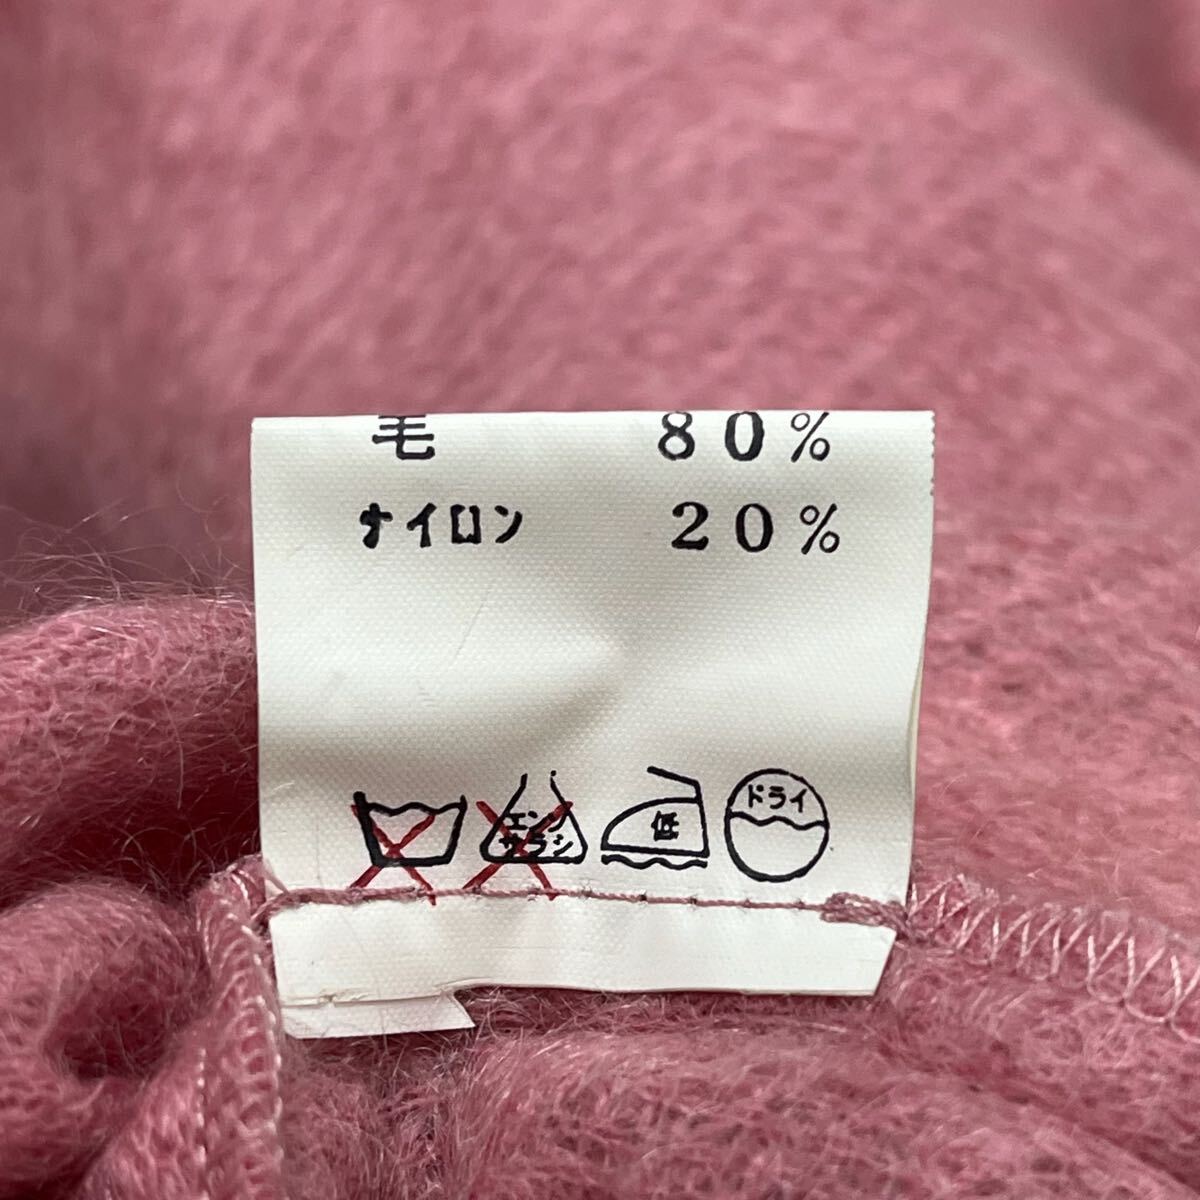 毛 80%
ナイロン 20%
エンソ
サラシ
低
ドライ